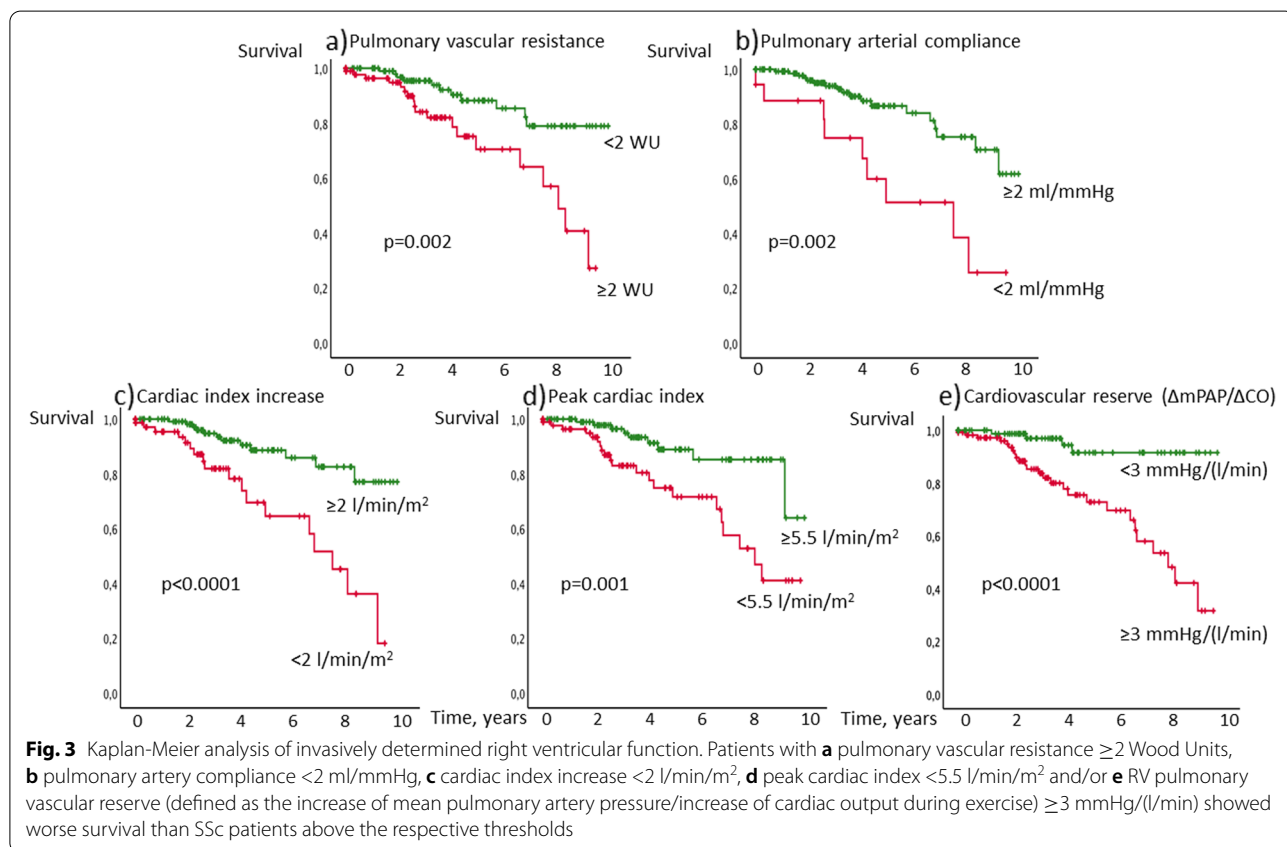 Survival
a) Pulmonary vascular resistance
1,0
0,8
0,6
0,4
0,2
0,0
<2 WU
p=0.002
≥2 WU
0 2 4 6 8 10
Survival
b) Pulmonary arterial compliance
1,0
0,8
0,6
0,4
0,2
0,0
≥2 ml/mmHg
p=0.002
<2 ml/mmHg
0 2 4 6 8 10
c) Cardiac index increase
Survival
1,0
0,8
0,6
0,4
0,2
0,0
≥2 l/min/m²
p<0.0001
<2 l/min/m²
0 2 4 6 8 10
d) Peak cardiac index
Survival
1,0
0,8
0,6
0,4
0,2
0,0
≥5.5 l/min/m²
p=0.001
<5.5 l/min/m²
Time, years
0 2 4 6 8 10
e) Cardiovascular reserve (ΔmPAP/ΔCO)
Survival
1,0
0,8
0,6
0,4
0,2
0,0
<3 mmHg/(l/min)
p<0.0001
≥3 mmHg/(l/min)
Time, years
0 2 4 6 8 10
Fig. 3 Kaplan-Meier analysis of invasively determined right ventricular function. Patients with a pulmonary vascular resistance ≥2 Wood Units,
b pulmonary artery compliance <2 ml/mmHg, c cardiac index increase <2 l/min/m², d peak cardiac index <5.5 l/min/m² and/or e RV pulmonary
vascular reserve (defined as the increase of mean pulmonary artery pressure/increase of cardiac output during exercise) ≥3 mmHg/(l/min) showed
worse survival than SSc patients above the respective thresholds